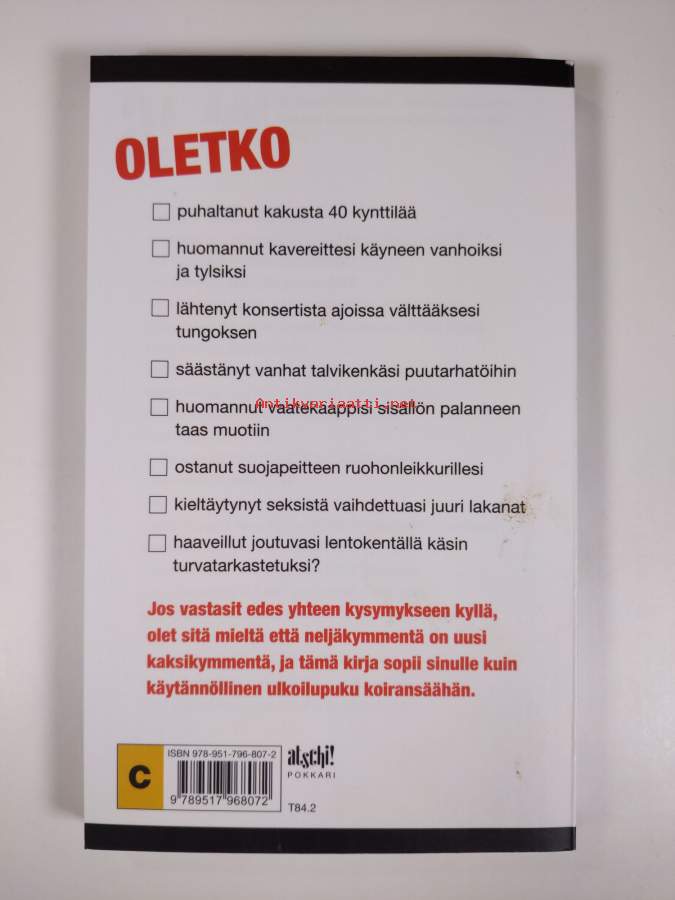 OLETKO
puhaltanut kakusta 40 kynttilää
huomannut kavereittesi käyneen vanhoiksi
ja tylsiksi
lähtenyt konsertista ajoissa välttääksesi
tungoksen
säästänyt vanhat talvikenkäsi puutarhatöihin
Antikvariaatti.net
huomannut vaatekaappisi sisällön palanneen
taas muotiin
ostanut suojapeitteen ruohonleikkurillesi
kieltäytynyt seksistä vaihdettuasi juuri lakanat
haaveillut joutuvasi lentokentällä käsin
turvatarkastetuksi?
Jos vastasit edes yhteen kysymykseen kyllä,
olet sitä mieltä että neljäkymmentä on uusi
kaksikymmentä, ja tämä kirja sopii sinulle kuin
käytännöllinen ulkoilupuku koiransäähän.
C
ISBN 978-951-796-807-2
9 789517 968072
atschi!
POKKARI
T84.2